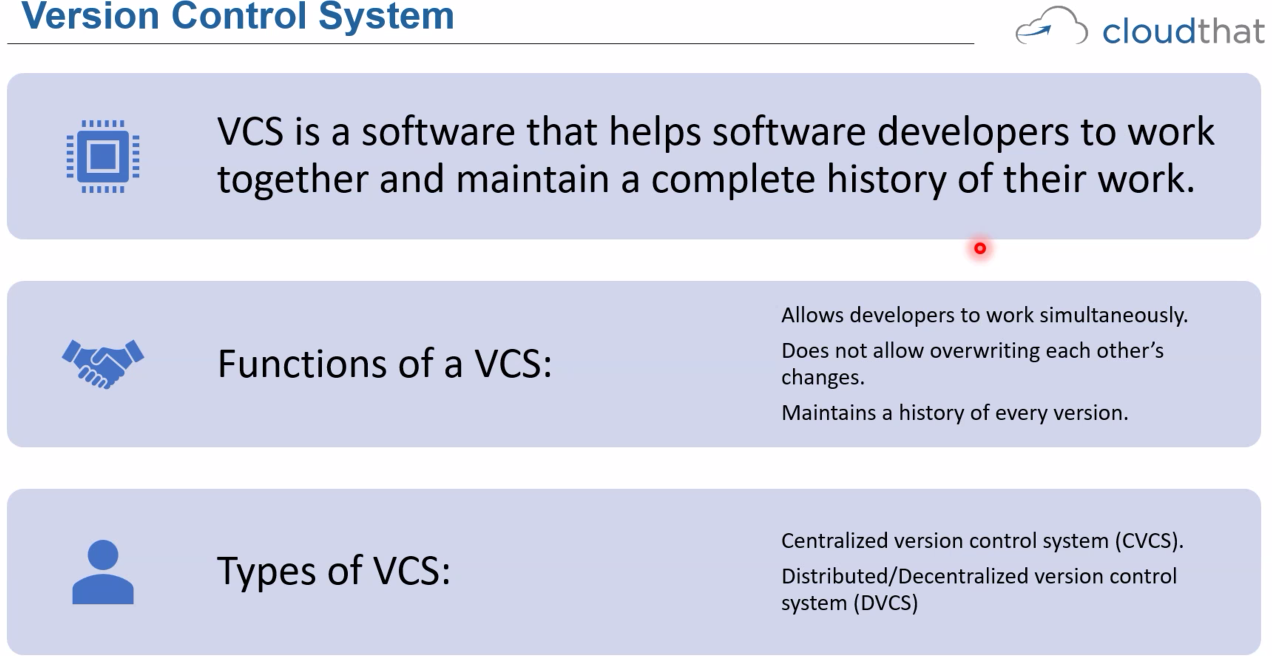 Version Control System
cloudthat
VCS is a software that helps software developers to work
together and maintain a complete history of their work.
Functions of a VCS:
Allows developers to work simultaneously.
Does not allow overwriting each other’s
changes.
Maintains a history of every version.
Types of VCS:
Centralized version control system (CVCS).
Distributed/Decentralized version control
system (DVCS)